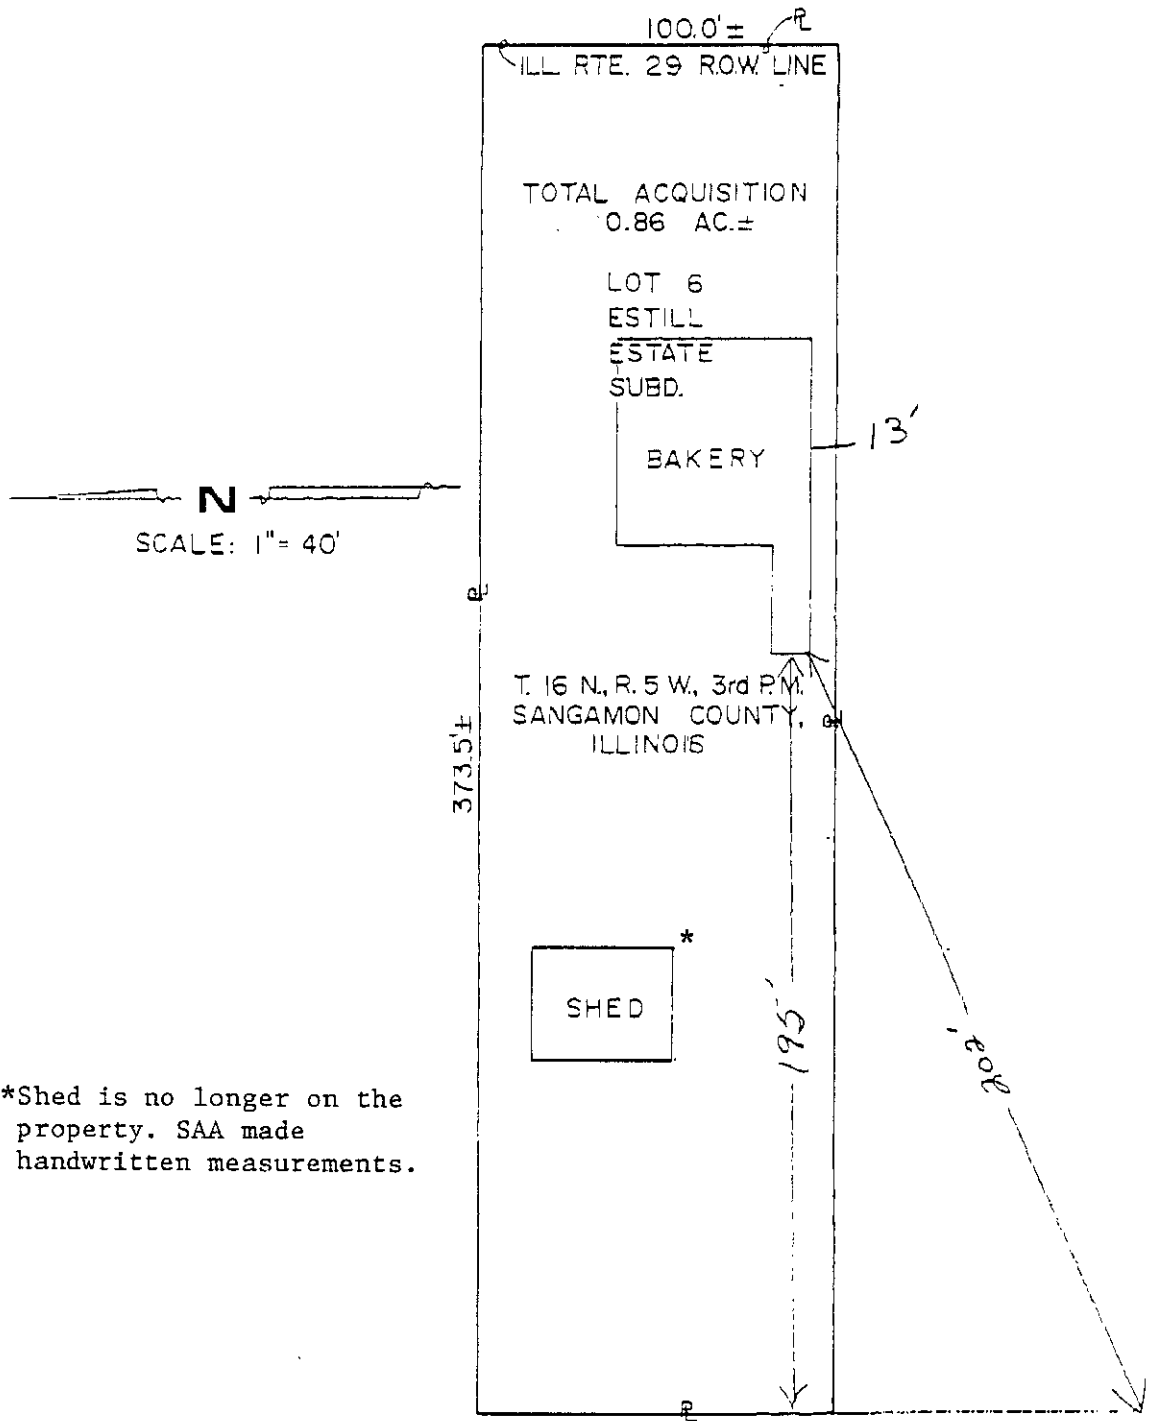 100.0'± ℙL
ILL RTE. 29 R.O.W. LINE
TOTAL ACQUISITION
0.86 AC.±
LOT 6
ESTILL
ESTATE
SUBD.
13'
BAKERY
N
SCALE: 1"= 40'
T. 16 N., R. 5 W., 3rd P.M.
SANGAMON COUNTY,
ILLINOIS
373.5'±
*
SHED
195'
*Shed is no longer on the
property. SAA made
handwritten measurements.